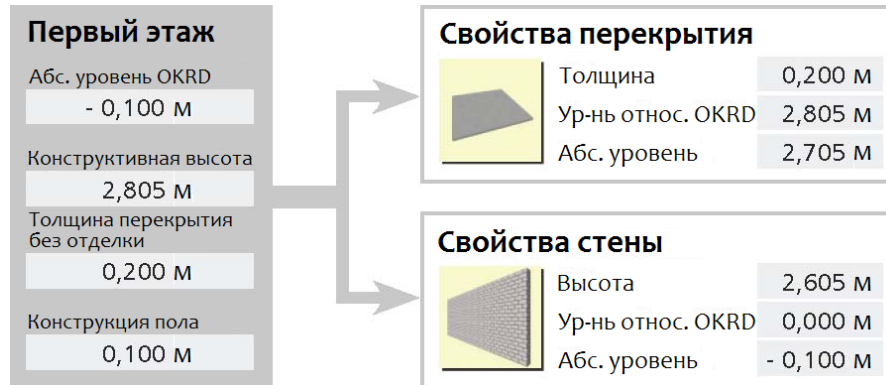 Первый этаж
Абс. уровень OKRD
- 0,100 м
Конструктивная высота
2,805 м
Толщина перекрытия
без отделки
0,200 м
Конструкция пола
0,100 м
Свойства перекрытия
Толщина 0,200 м
Ур-нь относ. OKRD 2,805 м
Абс. уровень 2,705 м
Свойства стены
Высота 2,605 м
Ур-нь относ. OKRD 0,000 м
Абс. уровень - 0,100 м